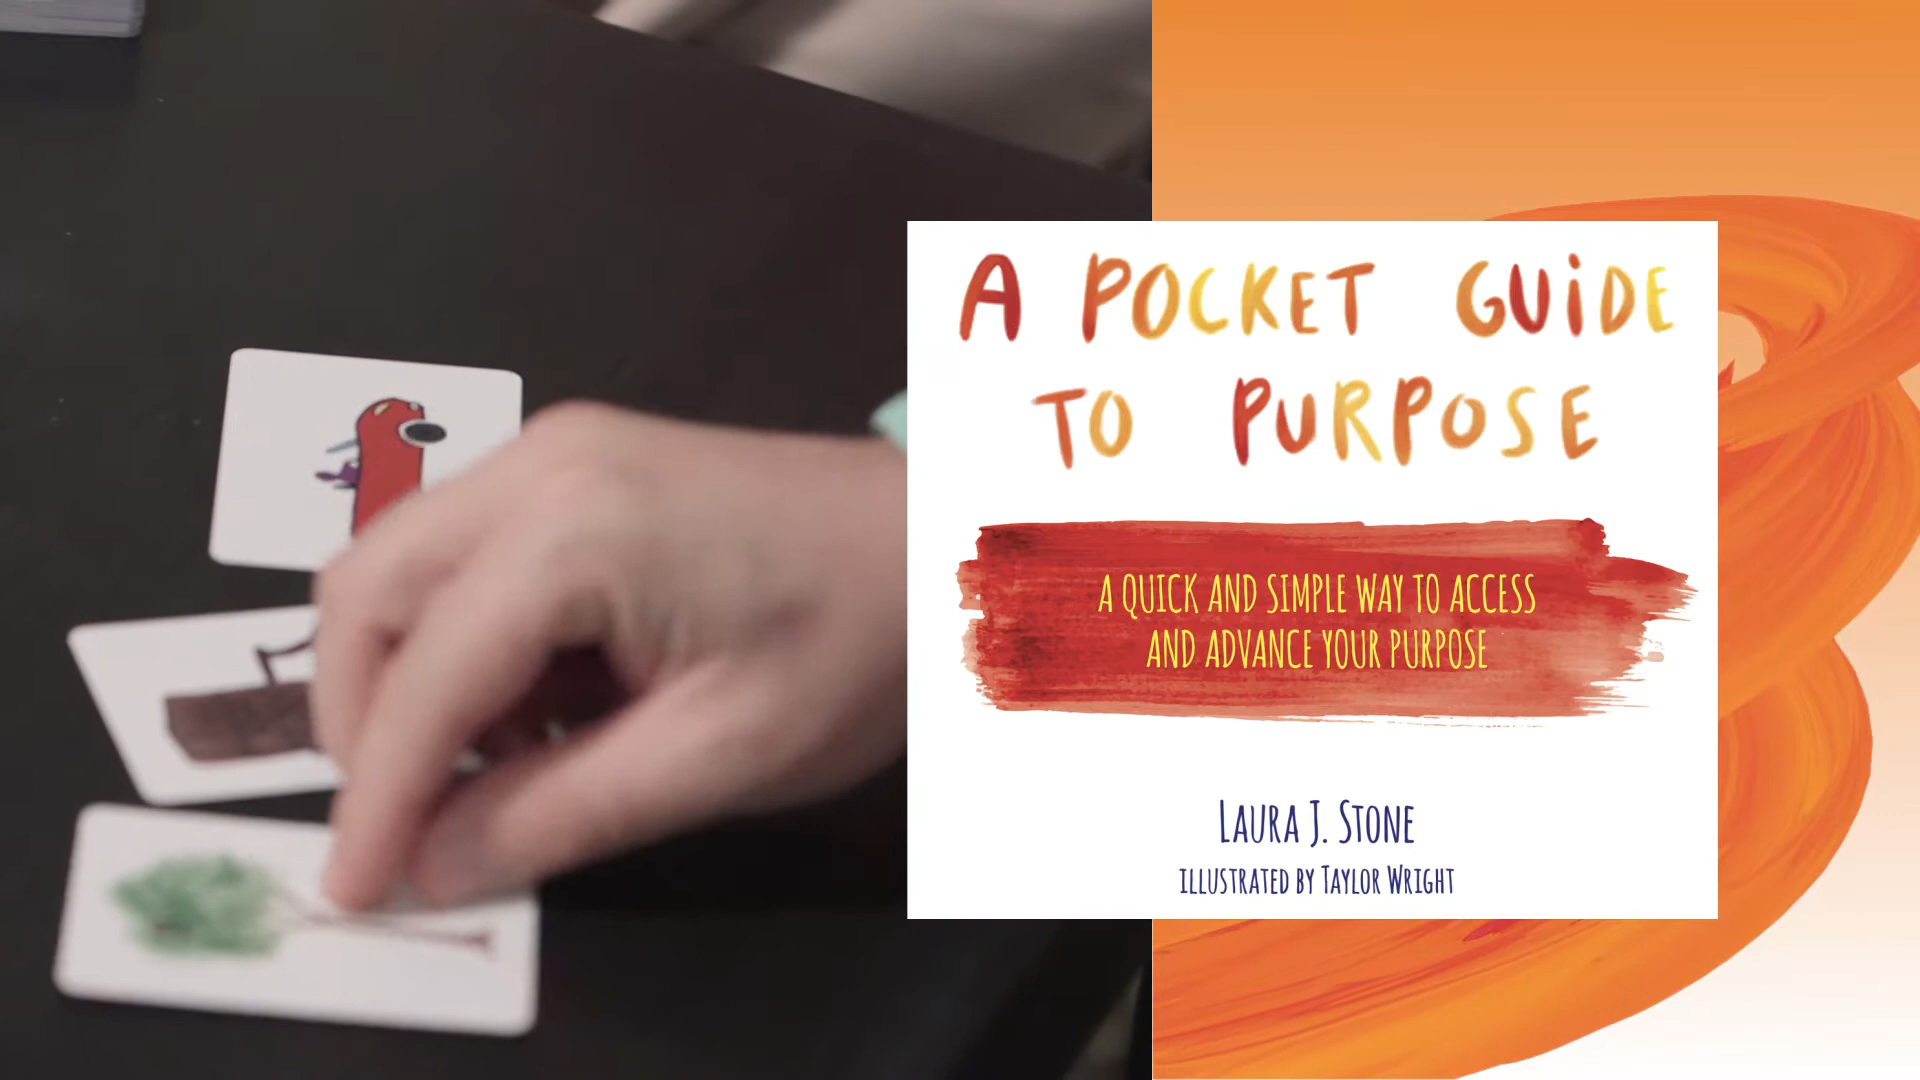 A POCKET GUiDE
TO PURPOSE
A QUICK AND SIMPLE WAY TO ACCESS
AND ADVANCE YOUR PURPOSE
LAURA J. STONE
ILLUSTRATED BY TAYLOR WRIGHT